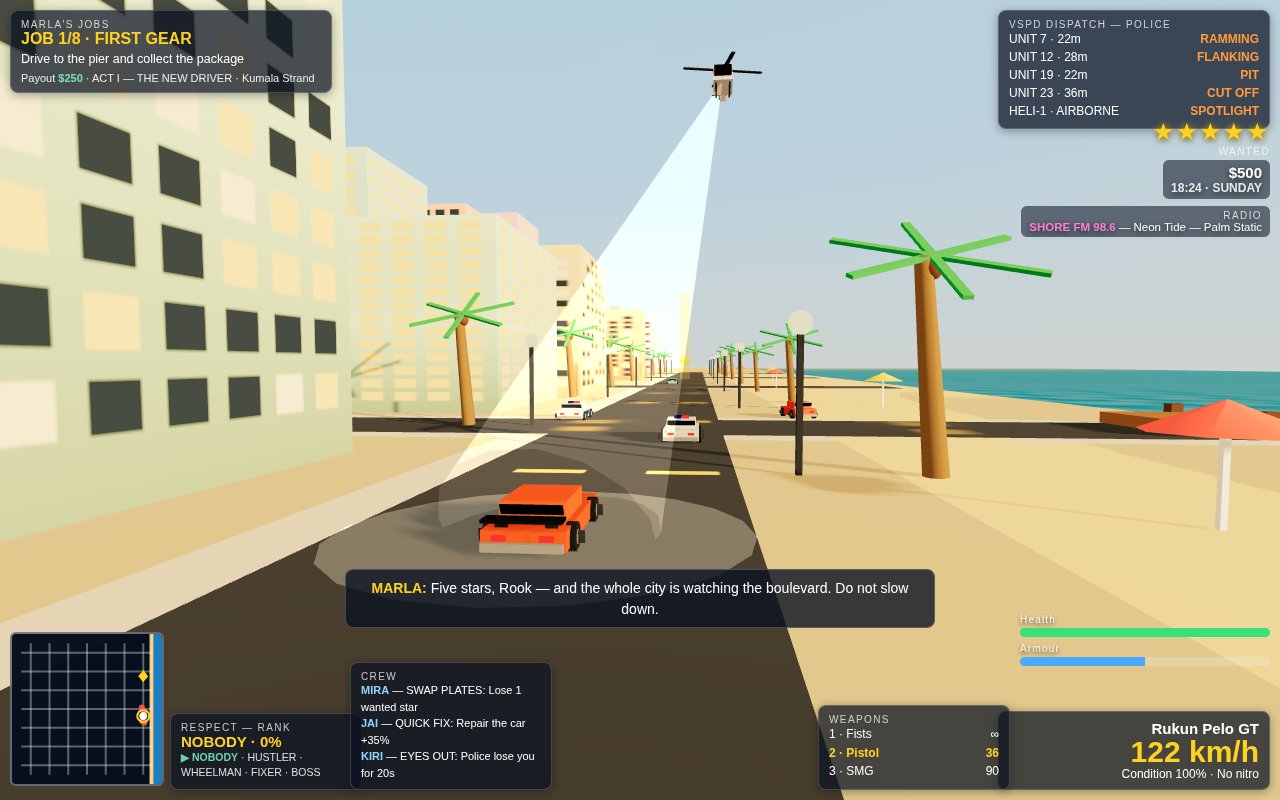 MARLA'S JOBS
JOB 1/8 · FIRST GEAR
Drive to the pier and collect the package
Payout $250 · ACT I — THE NEW DRIVER · Kumala Strand
VSPD DISPATCH — POLICE
UNIT 7 · 22m RAMMING
UNIT 12 · 28m FLANKING
UNIT 19 · 22m PIT
UNIT 23 · 36m CUT OFF
HELI-1 · AIRBORNE SPOTLIGHT
★★★★★
WANTED
$500
18:24 · SUNDAY
RADIO
SHORE FM 98.6 — Neon Tide — Palm Static
MARLA: Five stars, Rook — and the whole city is watching the boulevard. Do not slow
down.
Health
Armour
RESPECT — RANK
NOBODY · 0%
▶ NOBODY · HUSTLER ·
WHEELMAN · FIXER · BOSS
CREW
MIRA — SWAP PLATES: Lose 1
wanted star
JAI — QUICK FIX: Repair the car
+35%
KIRI — EYES OUT: Police lose you
for 20s
WEAPONS
1 · Fists ∞
2 · Pistol 36
3 · SMG 90
Rukun Pelo GT
122 km/h
Condition 100% · No nitro